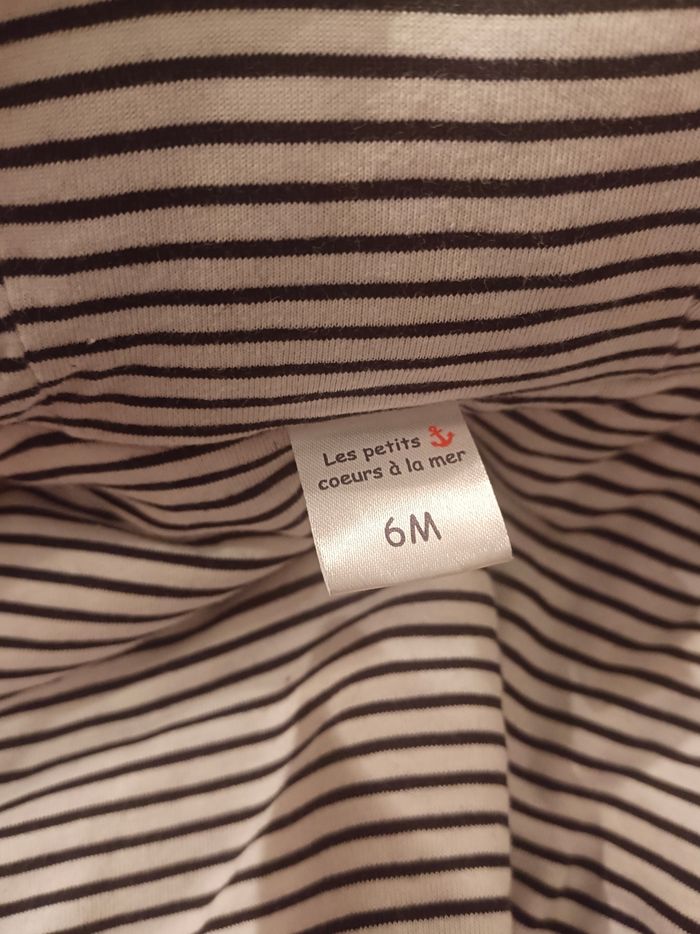 Les petits
coeurs à la mer
6M